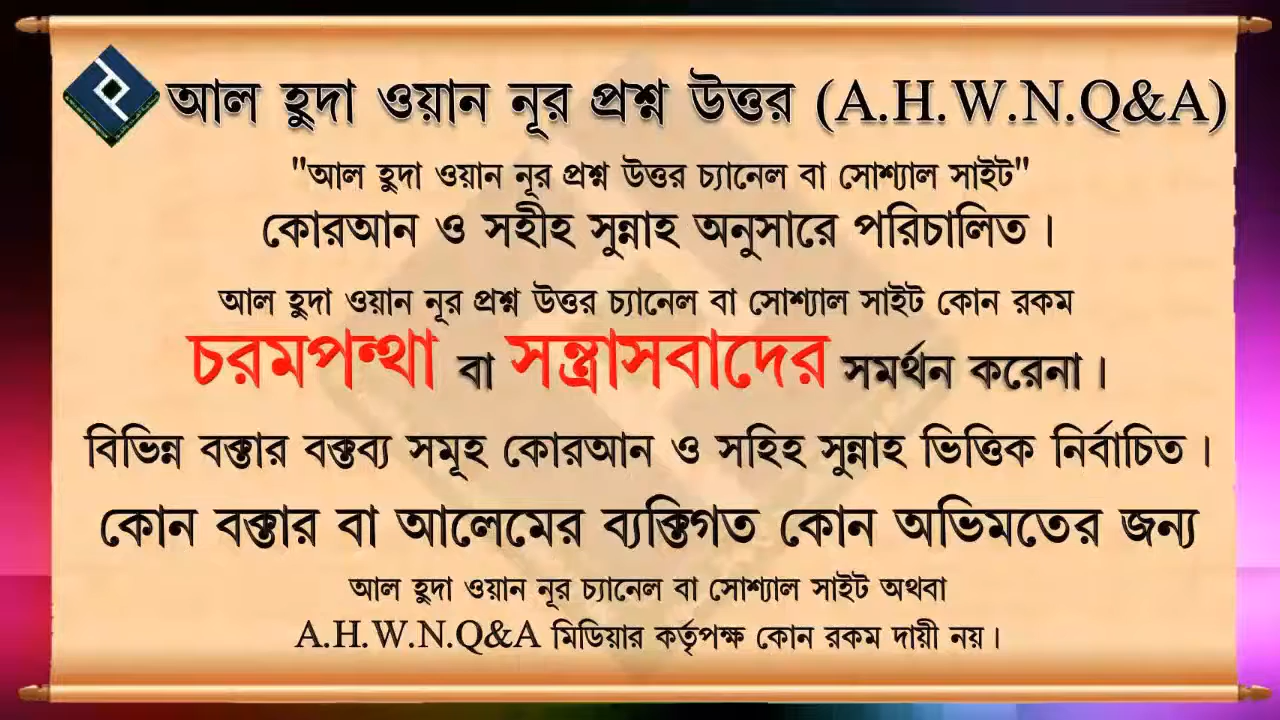 আল হুদা ওয়ান নূর প্রশ্ন উত্তর (A.H.W.N.Q&A)
"আল হুদা ওয়ান নূর প্রশ্ন উত্তর চ্যানেল বা সোশ্যাল সাইট"
কোরআন ও সহীহ সুন্নাহ অনুসারে পরিচালিত।
আল হুদা ওয়ান নূর প্রশ্ন উত্তর চ্যানেল বা সোশ্যাল সাইট কোন রকম
চরমপন্থা বা সন্ত্রাসবাদের সমর্থন করেনা।
বিভিন্ন বক্তার বক্তব্য সমূহ কোরআন ও সহিহ সুন্নাহ ভিত্তিক নির্বাচিত।
কোন বক্তার বা আলেমের ব্যক্তিগত কোন অভিমতের জন্য
আল হুদা ওয়ান নূর চ্যানেল বা সোশ্যাল সাইট অথবা
A.H.W.N.Q&A মিডিয়ার কর্তৃপক্ষ কোন রকম দায়ী নয়।